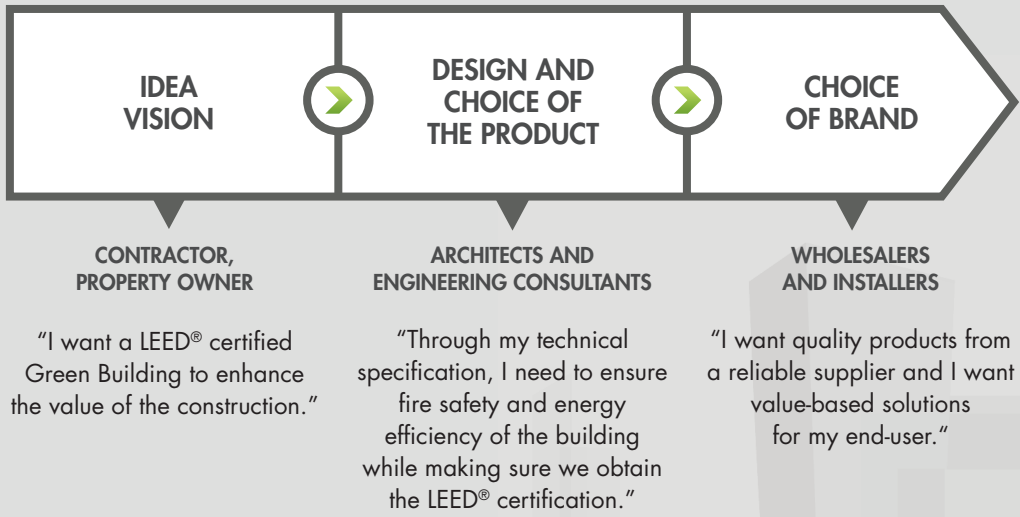 IDEA
VISION
DESIGN AND
CHOICE OF
THE PRODUCT
CHOICE
OF BRAND
CONTRACTOR,
PROPERTY OWNER
“I want a LEED® certified
Green Building to enhance
the value of the construction.”
ARCHITECTS AND
ENGINEERING CONSULTANTS
“Through my technical
specification, I need to ensure
fire safety and energy
efficiency of the building
while making sure we obtain
the LEED® certification.”
WHOLESALERS
AND INSTALLERS
“I want quality products from
a reliable supplier and I want
value-based solutions
for my end-user.“